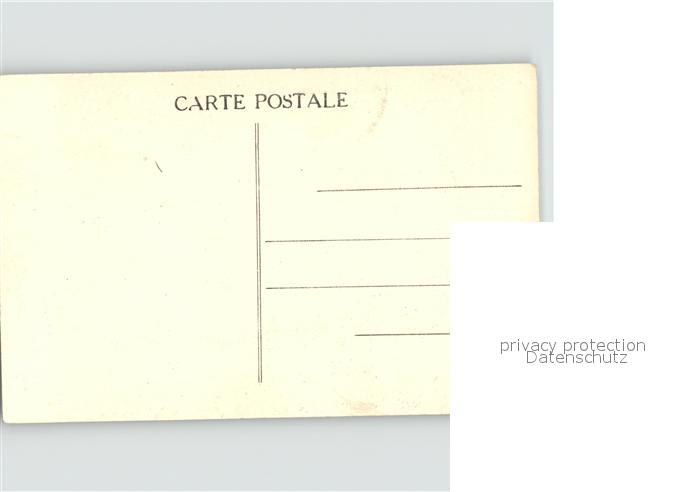 CARTE POSTALE
privacy protection
Datenschutz